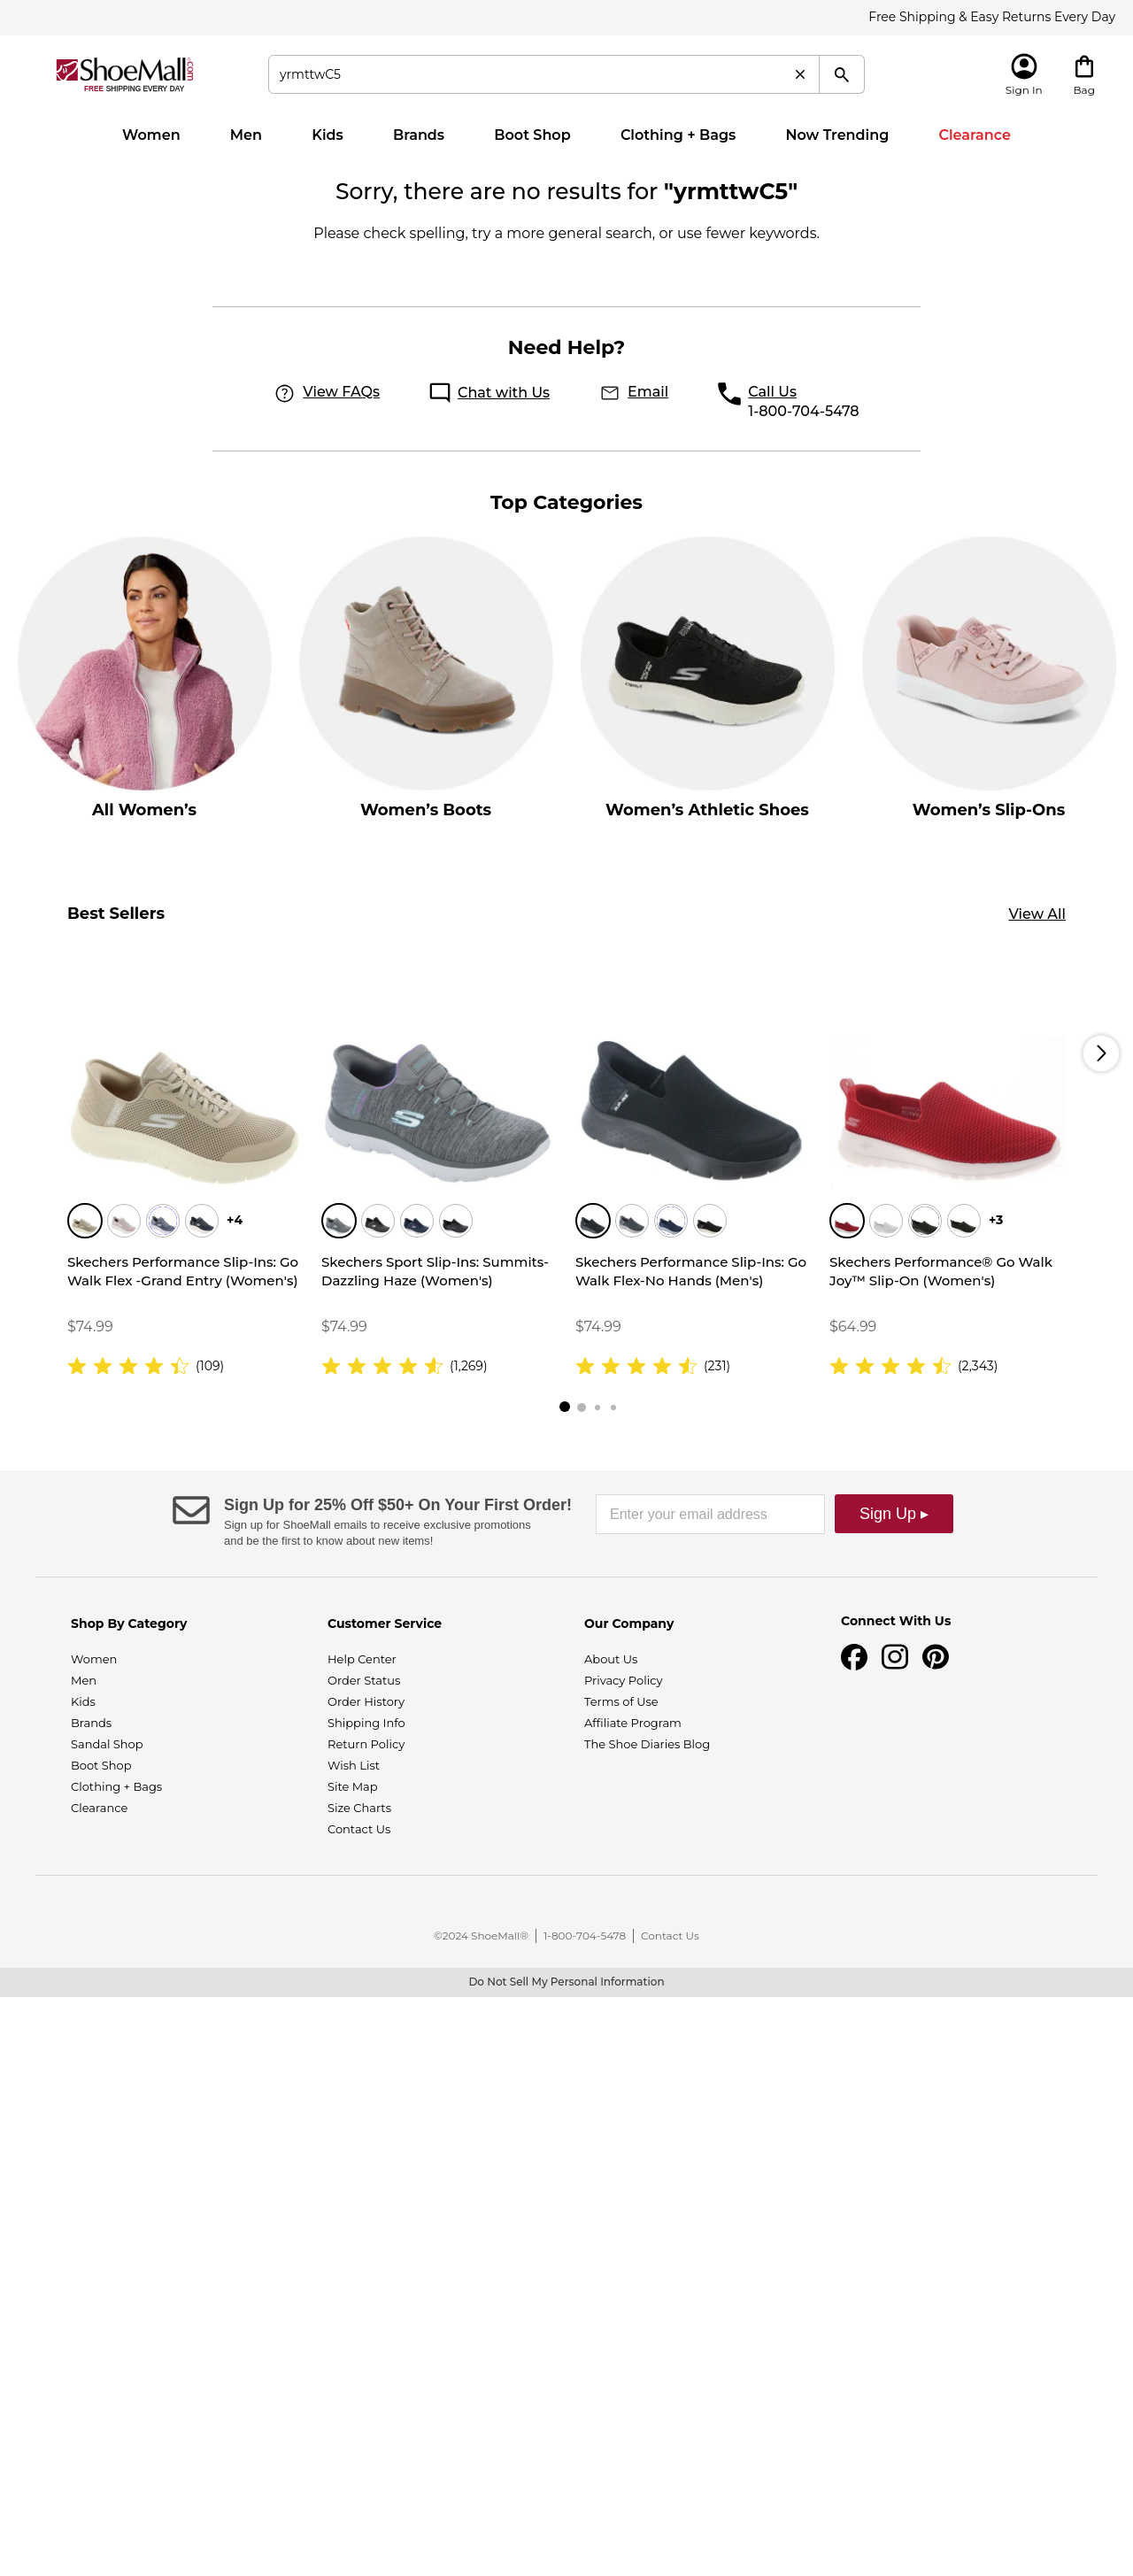 Free Shipping & Easy Returns Every Day
ShoeMall.com
FREE SHIPPING EVERY DAY
yrmttwC5
Sign In
Bag
Women Men Kids Brands Boot Shop Clothing + Bags Now Trending Clearance
Sorry, there are no results for "yrmttwC5"
Please check spelling, try a more general search, or use fewer keywords.
Need Help?
View FAQs
Chat with Us
Email
Call Us
1-800-704-5478
Top Categories
All Women’s
Women’s Boots
Women’s Athletic Shoes
Women’s Slip-Ons
Best Sellers
View All
+4
Skechers Performance Slip-Ins: Go
Walk Flex -Grand Entry (Women's)
$74.99
(109)
Skechers Sport Slip-Ins: Summits-
Dazzling Haze (Women's)
$74.99
(1,269)
Skechers Performance Slip-Ins: Go
Walk Flex-No Hands (Men's)
$74.99
(231)
+3
Skechers Performance® Go Walk
Joy™ Slip-On (Women's)
$64.99
(2,343)
Sign Up for 25% Off $50+ On Your First Order!
Sign up for ShoeMall emails to receive exclusive promotions
and be the first to know about new items!
Enter your email address
Sign Up ▸
Shop By Category
Women
Men
Kids
Brands
Sandal Shop
Boot Shop
Clothing + Bags
Clearance
Customer Service
Help Center
Order Status
Order History
Shipping Info
Return Policy
Wish List
Site Map
Size Charts
Contact Us
Our Company
About Us
Privacy Policy
Terms of Use
Affiliate Program
The Shoe Diaries Blog
Connect With Us
©2024 ShoeMall® | 1-800-704-5478 | Contact Us
Do Not Sell My Personal Information